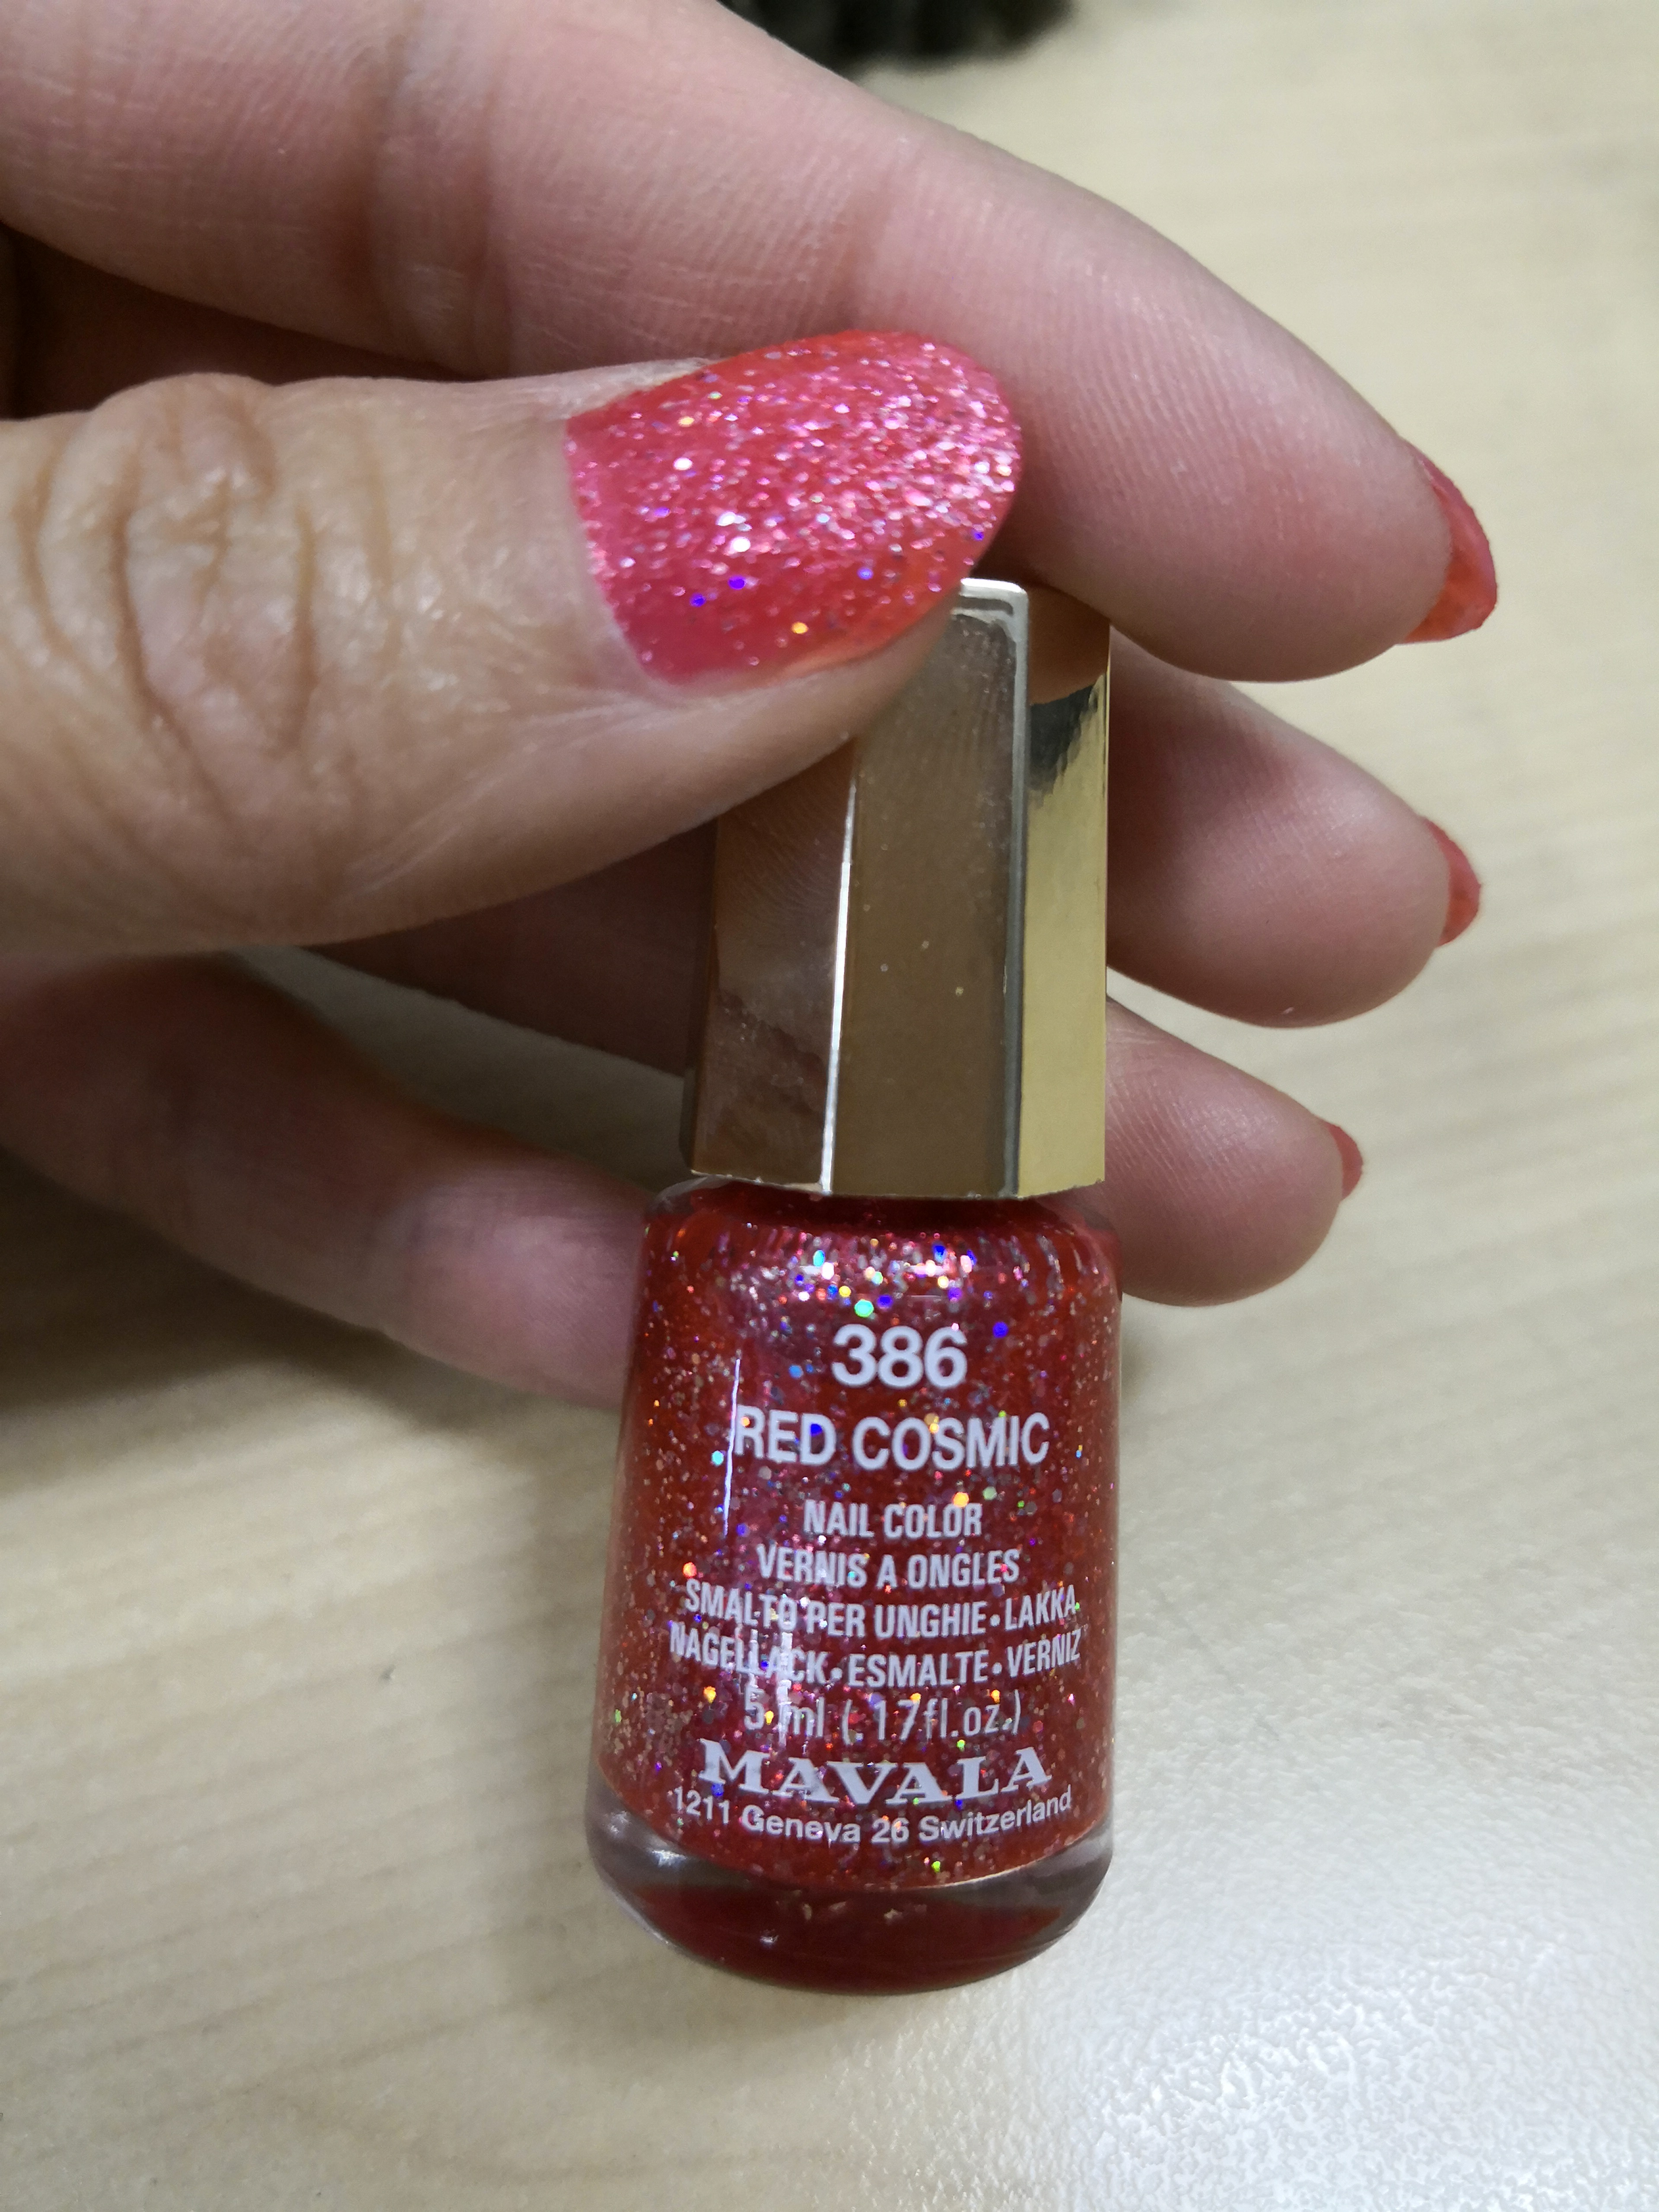 386
RED COSMIC
NAIL COLOR
VERNIS A ONGLES
SMALTO PER UNGHIE•LAKKA
NAGELLACK•ESMALTE•VERNIZ
5 ml (.17fl.oz.)
MAVALA
1211 Geneva 26 Switzerland